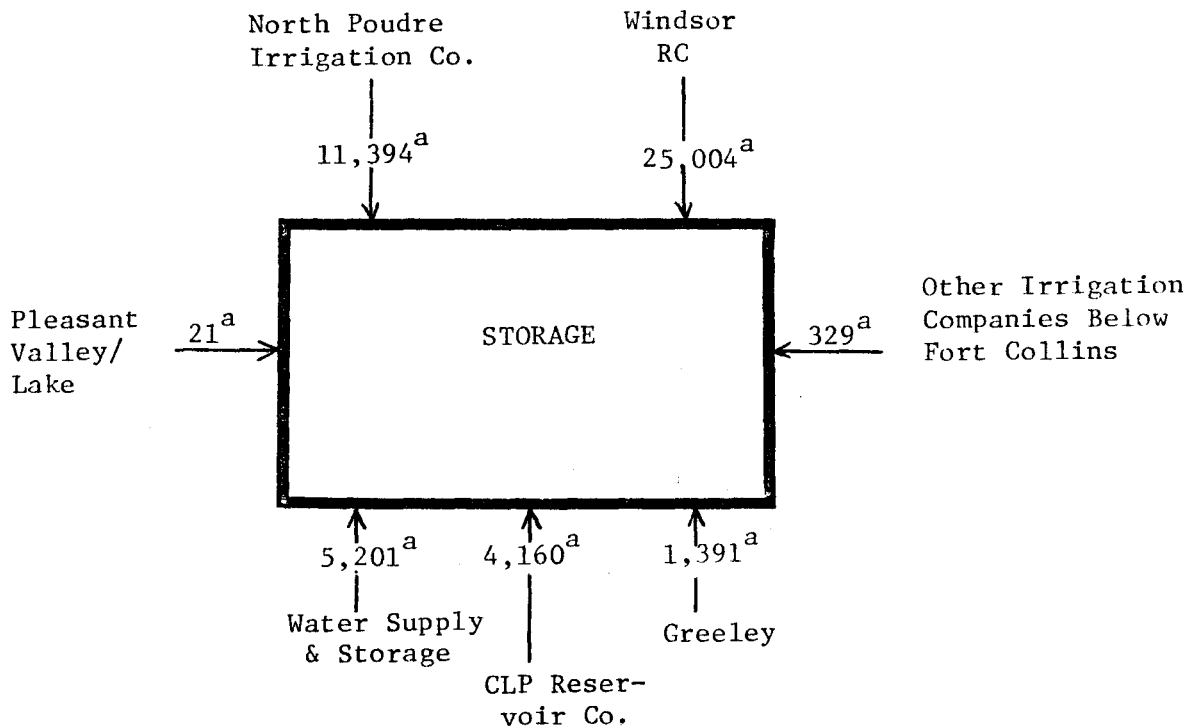 North Poudre
Irrigation Co.
Windsor
RC
11,394a
25,004a
Pleasant
Valley/
Lake
21a
STORAGE
329a
Other Irrigation
Companies Below
Fort Collins
5,201a
4,160a
1,391a
Water Supply
& Storage
Greeley
CLP Reser-
voir Co.